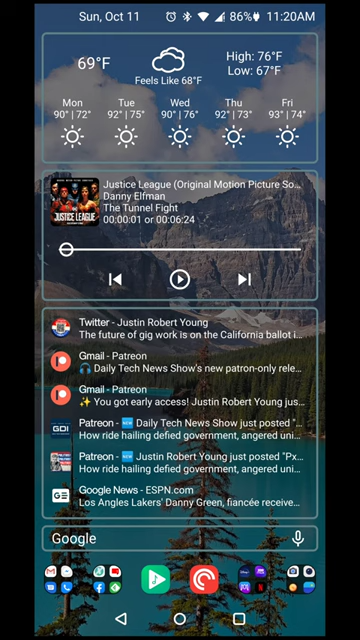 Sun, Oct 11 86% 11:20AM
69°F
Feels Like 68°F
High: 76°F
Low: 67°F
Mon Tue Wed Thu Fri
90° | 72° 92° | 75° 90° | 76° 92° | 73° 93° | 74°
Justice League (Original Motion Picture So...
Danny Elfman
The Tunnel Fight
00:00:01 or 00:06:24
JUSTICE LEAGUE
Twitter - Justin Robert Young
The future of gig work is on the California ballot i...
Gmail - Patreon
🎧 Daily Tech News Show's new patron-only rele...
Gmail - Patreon
✨ You got early access! Justin Robert Young jus...
GDI
Patreon - 🆕 Daily Tech News Show just posted "...
How ride hailing defied government, angered uni...
Patreon - 🆕 Justin Robert Young just posted "Px...
How ride hailing defied government, angered uni...
Google News - ESPN.com
Los Angles Lakers' Danny Green, fiancée receive...
Google